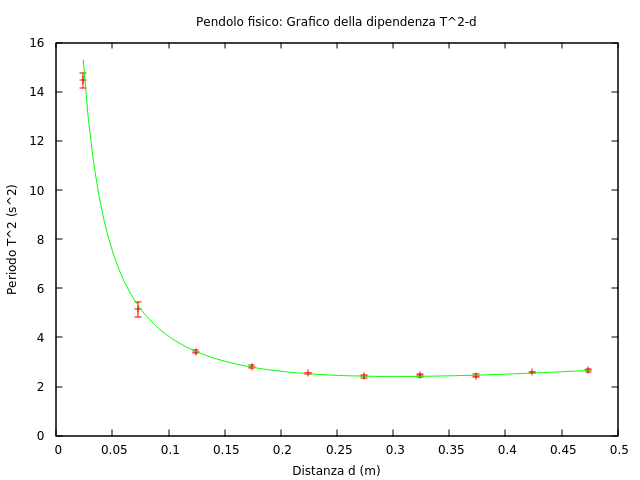 Pendolo fisico: Grafico della dipendenza T^2-d
16
14
12
10
8
6
4
2
0
Periodo T^2 (s^2)
0 0.05 0.1 0.15 0.2 0.25 0.3 0.35 0.4 0.45 0.5
Distanza d (m)